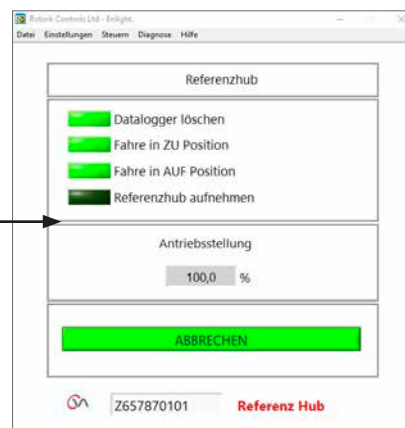 Rotork Controls Ltd - Enlight.
Datei Einstellungen Steuern Diagnose Hilfe
Referenzhub
Datalogger löschen
Fahre in ZU Position
Fahre in AUF Position
Referenzhub aufnehmen
Antriebsstellung
100,0 %
ABBRECHEN
Z657870101 Referenz Hub